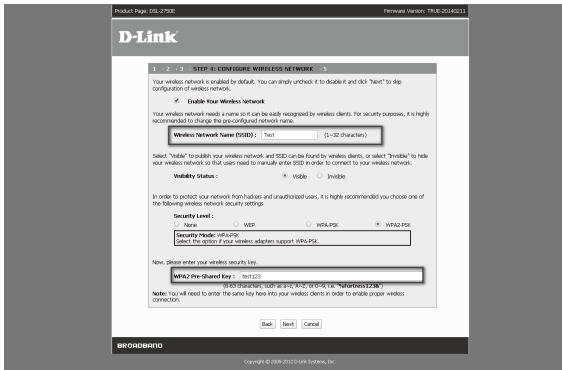 Product Page: DSL-2750E Firmware Version: TRUE-20140211
D-Link
1 2 3 STEP 4: CONFIGURE WIRELESS NETWORK 5
Your wireless network is enabled by default. You can simply uncheck it to disable it and click "Next" to skip
configuration of wireless network.
Enable Your Wireless Network
Your wireless network needs a name so it can be easily recognized by wireless clients. For security purposes, it is highly
recommended to change the pre-configured network name.
Wireless Network Name (SSID) : Test (1~32 characters)
Select "Visible" to publish your wireless network and SSID can be found by wireless clients, or select "Invisible" to hide
your wireless network so that users need to manually enter SSID in order to connect to your wireless network.
Visibility Status : Visible Invisible
In order to protect your network from hackers and unauthorized users, it is highly recommended you choose one of
the following wireless network security settings.
Security Level :
None WEP WPA-PSK WPA2-PSK
Security Mode: WPA-PSK
Select this option if your wireless adapters support WPA-PSK.
Now, please enter your wireless security key.
WPA2 Pre-Shared Key : test123
(8-63 characters, such as a~z, A~Z, or 0~9, i.e. "%Fortress123&")
Note: You will need to enter the same key here into your wireless clients in order to enable proper wireless
connection.
Back Next Cancel
BROADBAND
Copyright © 2009-2012 D-Link Systems, Inc.